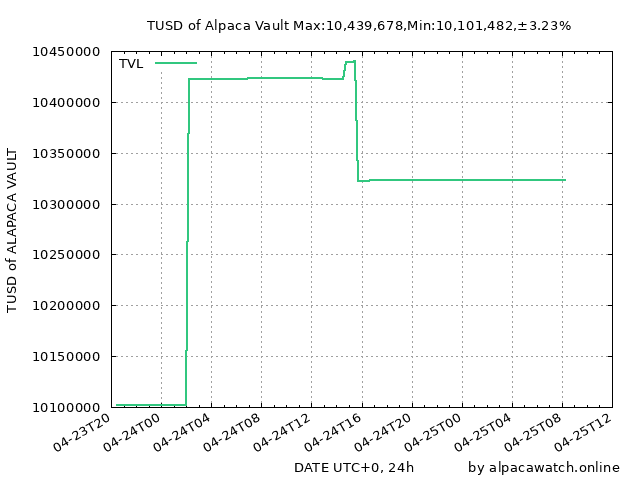 TUSD of Alpaca Vault Max:10,439,678,Min:10,101,482,±3.23%
TUSD of ALAPACA VAULT
TVL
10450000
10400000
10350000
10300000
10250000
10200000
10150000
10100000
04-23T20
04-24T00
04-24T04
04-24T08
04-24T12
04-24T16
04-24T20
04-25T00
04-25T04
04-25T08
04-25T12
DATE UTC+0, 24h
by alpacawatch.online